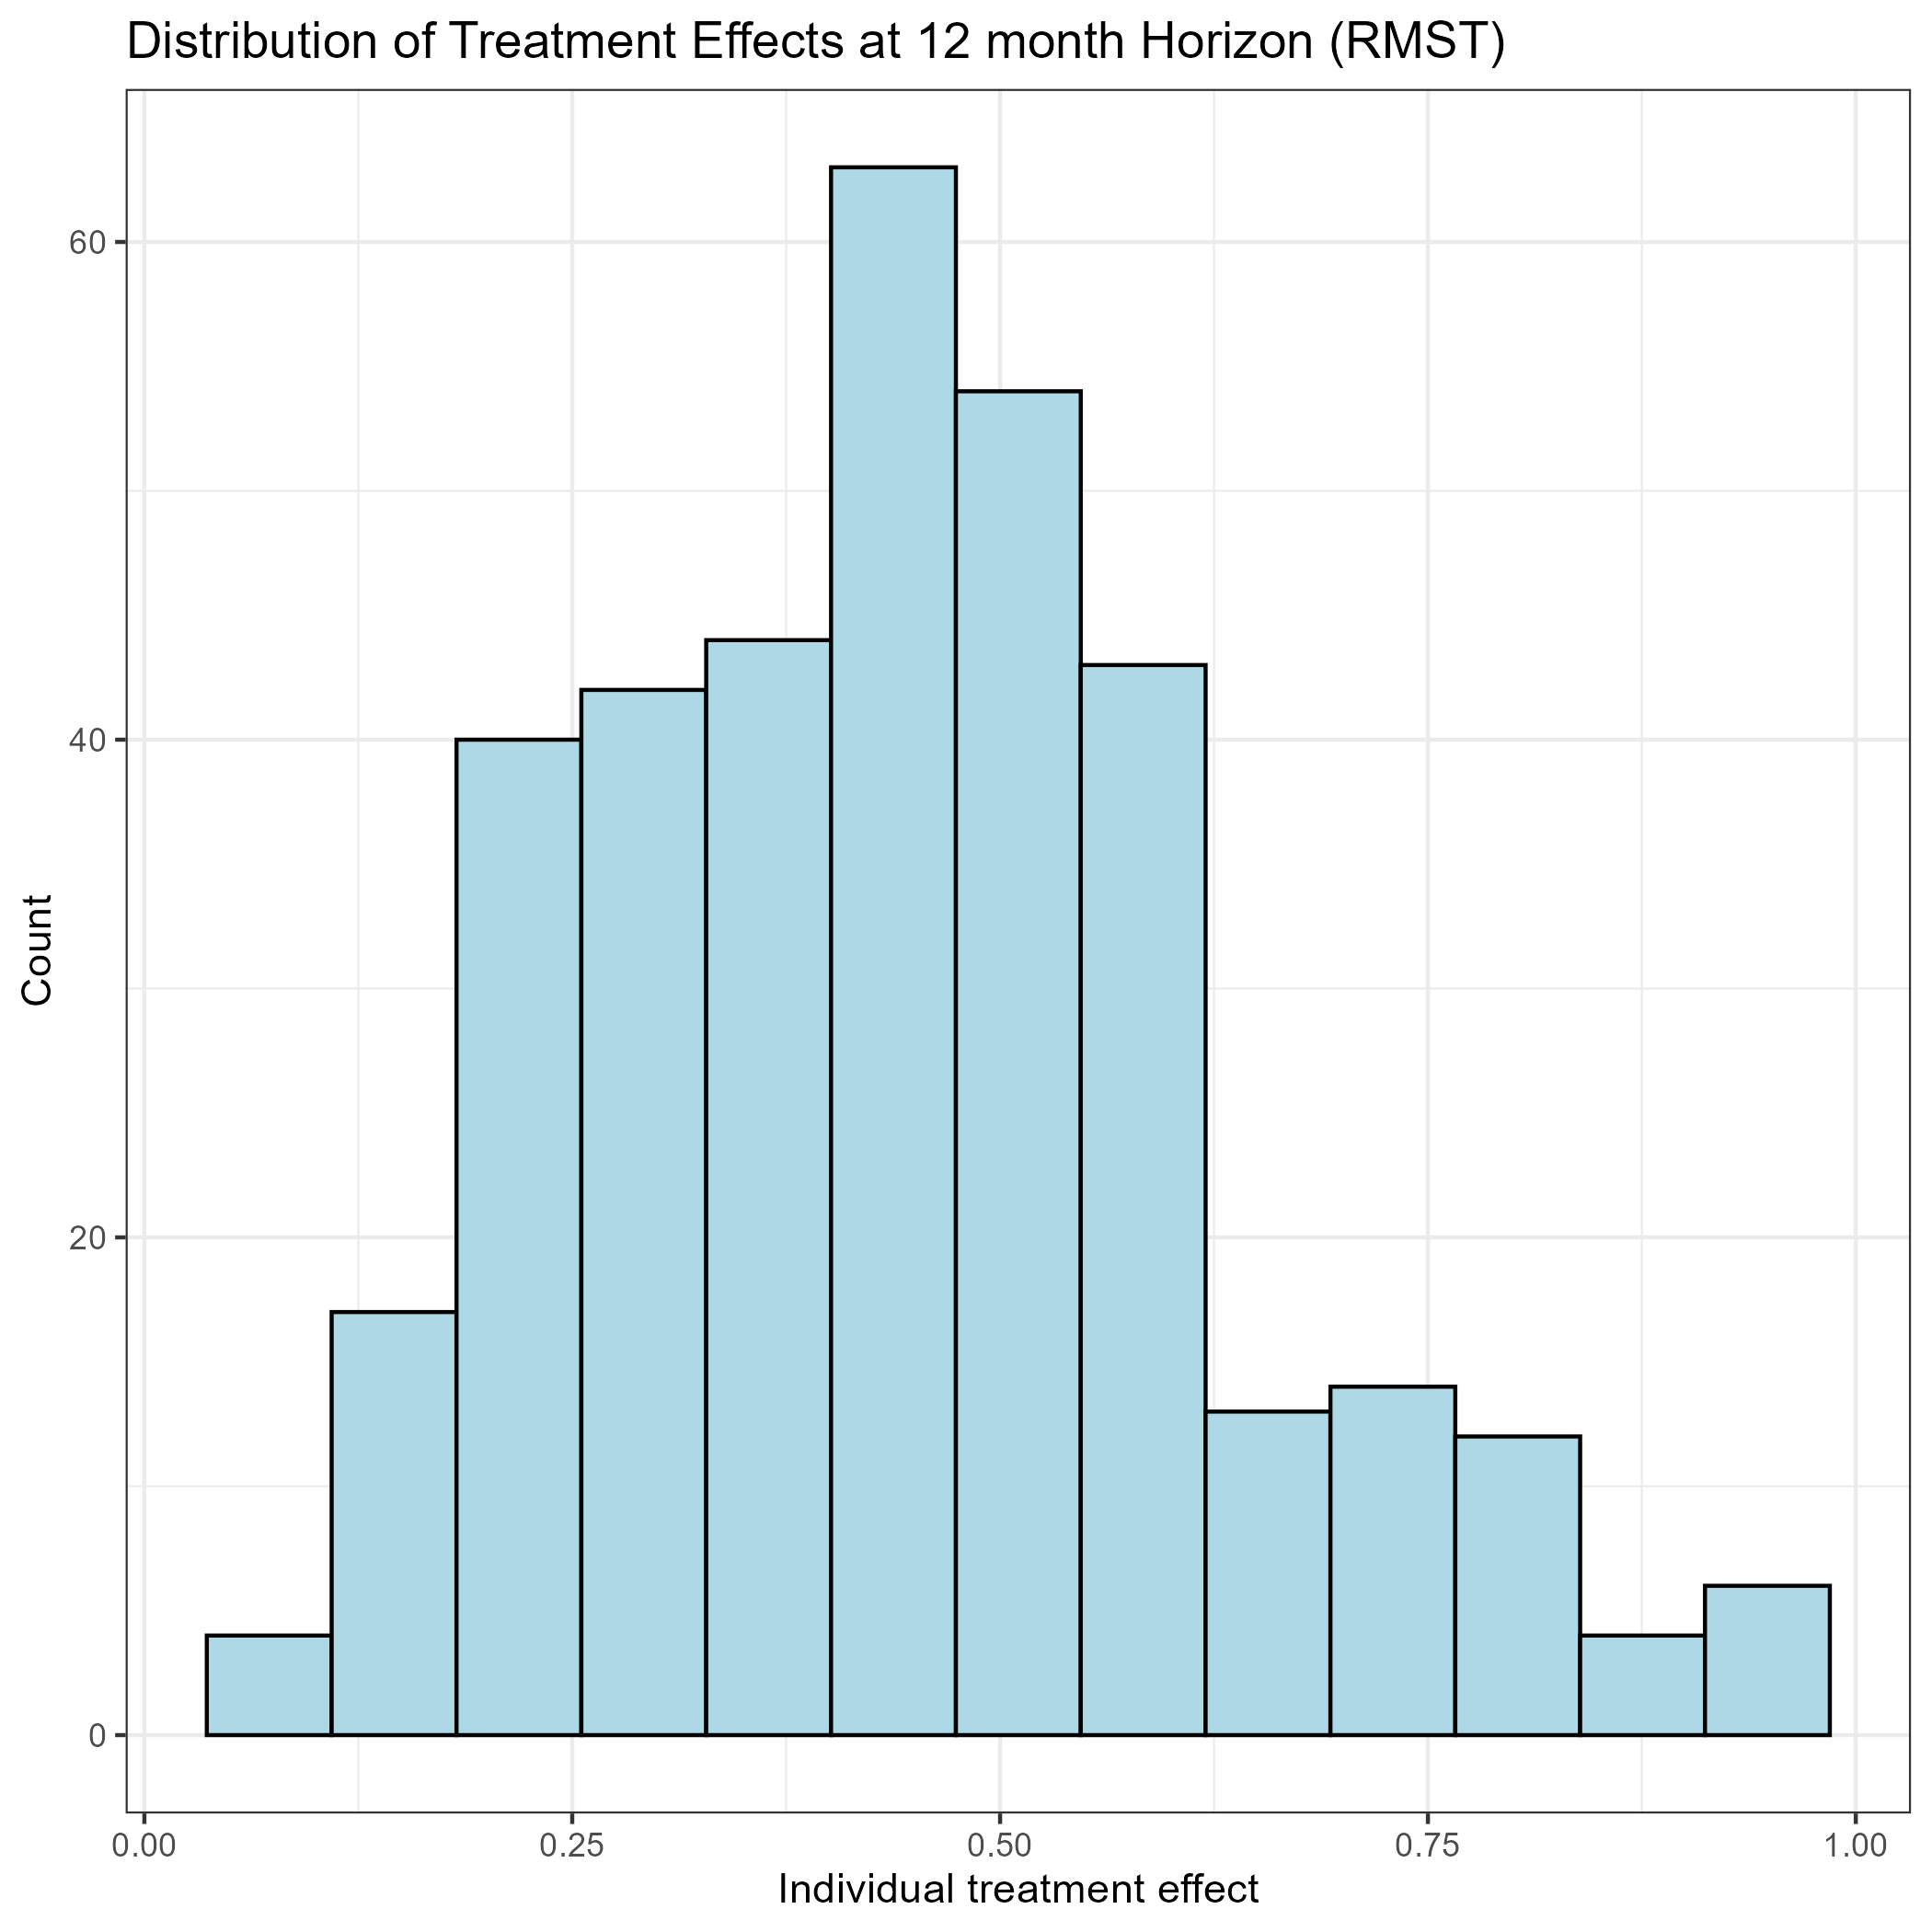 Distribution of Treatment Effects at 12 month Horizon (RMST)
60
40
20
0
Count
0.00 0.25 0.50 0.75 1.00
Individual treatment effect